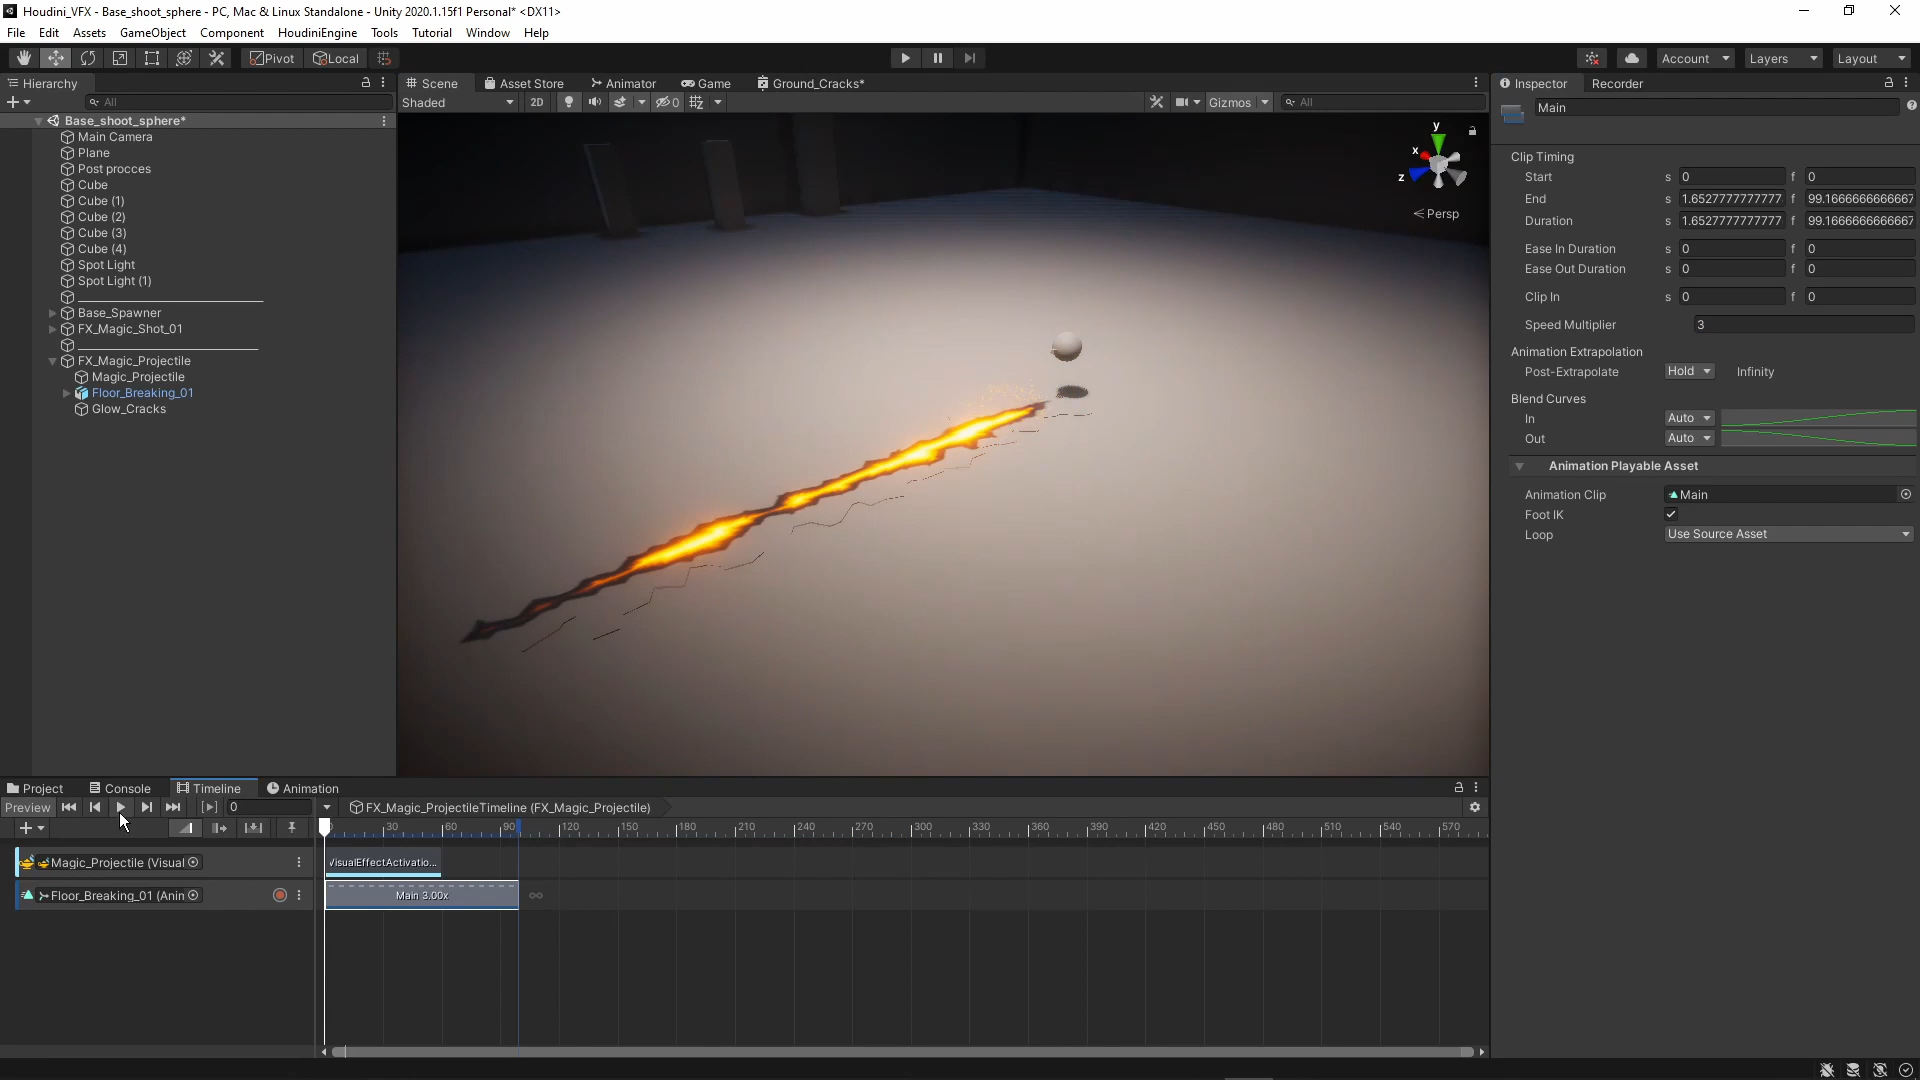 Houdini_VFX - Base_shoot_sphere - PC, Mac & Linux Standalone - Unity 2020.1.15f1 Personal* <DX11>
File Edit Assets GameObject Component HoudiniEngine Tools Tutorial Window Help
Pivot Local Account Layers Layout
Hierarchy
All
Base_shoot_sphere*
Main Camera
Plane
Post procces
Cube
Cube (1)
Cube (2)
Cube (3)
Cube (4)
Spot Light
Spot Light (1)
Base_Spawner
FX_Magic_Shot_01
FX_Magic_Projectile
Magic_Projectile
Floor_Breaking_01
Glow_Cracks
Scene Asset Store Animator Game Ground_Cracks*
Shaded 2D 0 Gizmos All
y
x
z
Persp
Inspector Recorder
Main
Clip Timing
Start s 0 f 0
End s 1.6527777777777 f 99.1666666666667
Duration s 1.6527777777777 f 99.1666666666667
Ease In Duration s 0 f 0
Ease Out Duration s 0 f 0
Clip In s 0 f 0
Speed Multiplier 3
Animation Extrapolation
Post-Extrapolate Hold Infinity
Blend Curves
In Auto
Out Auto
Animation Playable Asset
Animation Clip Main
Foot IK
Loop Use Source Asset
Project Console Timeline Animation
Preview 0 FX_Magic_ProjectileTimeline (FX_Magic_Projectile)
30 60 90 120 150 180 210 240 270 300 330 360 390 420 450 480 510 540 570
Magic_Projectile (Visual VisualEffectActivatio...
Floor_Breaking_01 (Anin Main 3.00x